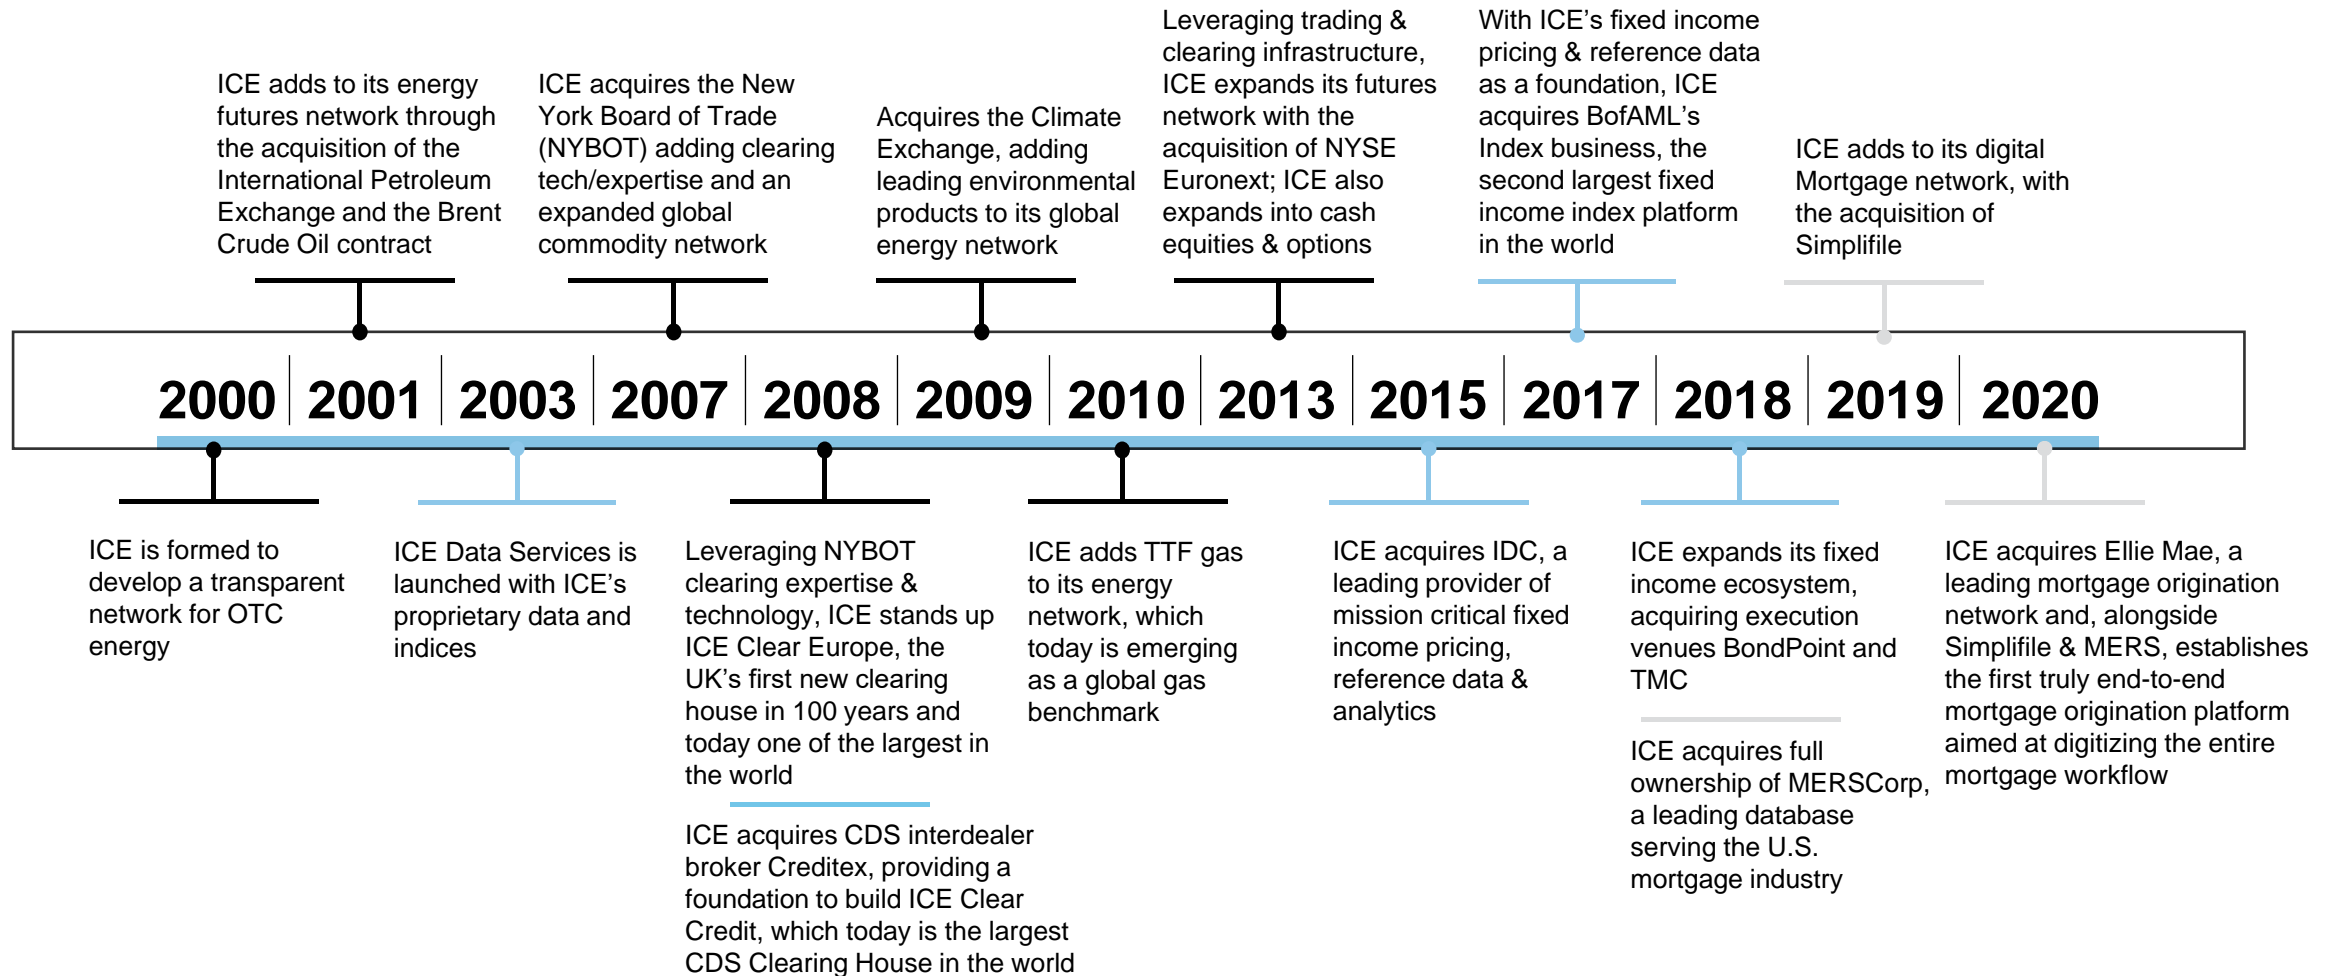 ICE adds to its energy
futures network through
the acquisition of the
International Petroleum
Exchange and the Brent
Crude Oil contract
ICE acquires the New
York Board of Trade
(NYBOT) adding clearing
tech/expertise and an
expanded global
commodity network
Acquires the Climate
Exchange, adding
leading environmental
products to its global
energy network
Leveraging trading &
clearing infrastructure,
ICE expands its futures
network with the
acquisition of NYSE
Euronext; ICE also
expands into cash
equities & options
With ICE’s fixed income
pricing & reference data
as a foundation, ICE
acquires BofAML’s
Index business, the
second largest fixed
income index platform
in the world
ICE adds to its digital
Mortgage network, with
the acquisition of
Simplifile
2000 2001 2003 2007 2008 2009 2010 2013 2015 2017 2018 2019 2020
ICE is formed to
develop a transparent
network for OTC
energy
ICE Data Services is
launched with ICE’s
proprietary data and
indices
Leveraging NYBOT
clearing expertise &
technology, ICE stands up
ICE Clear Europe, the
UK’s first new clearing
house in 100 years and
today one of the largest in
the world
ICE acquires CDS interdealer
broker Creditex, providing a
foundation to build ICE Clear
Credit, which today is the largest
CDS Clearing House in the world
ICE adds TTF gas
to its energy
network, which
today is emerging
as a global gas
benchmark
ICE acquires IDC, a
leading provider of
mission critical fixed
income pricing,
reference data &
analytics
ICE expands its fixed
income ecosystem,
acquiring execution
venues BondPoint and
TMC
ICE acquires full
ownership of MERSCorp,
a leading database
serving the U.S.
mortgage industry
ICE acquires Ellie Mae, a
leading mortgage origination
network and, alongside
Simplifile & MERS, establishes
the first truly end-to-end
mortgage origination platform
aimed at digitizing the entire
mortgage workflow